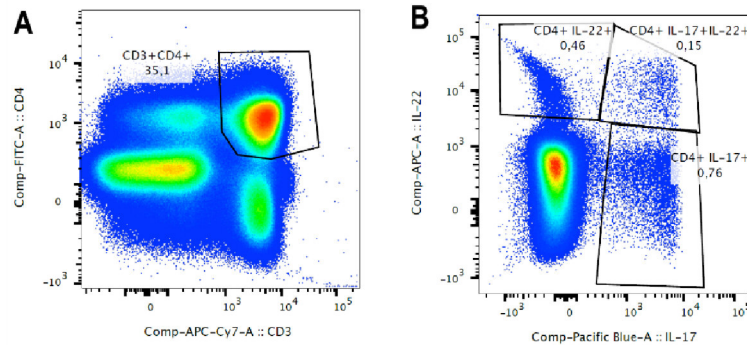 A
CD3+CD4+
35,1
10^4
10^3
0
-10^3
Comp-FITC-A :: CD4
0
10^3
10^4
10^5
Comp-APC-Cy7-A :: CD3
B
CD4+ IL-22+
0,46
CD4+ IL-17+IL-22+
0,15
CD4+ IL-17+
0,76
10^5
10^4
10^3
0
-10^3
Comp-APC-A :: IL-22
-10^3
0
10^3
10^4
10^5
Comp-Pacific Blue-A :: IL-17